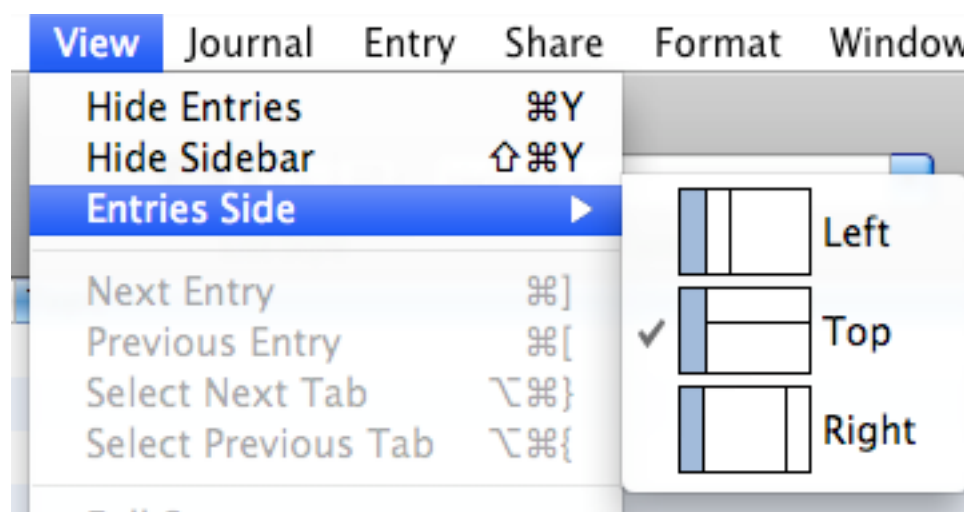 View Journal Entry Share Format Window
Hide Entries ⌘Y
Hide Sidebar ⇧⌘Y
Entries Side ▶
Left
Next Entry ⌘]
Top
Previous Entry ⌘[
Select Next Tab ⌥⌘}
Right
Select Previous Tab ⌥⌘{